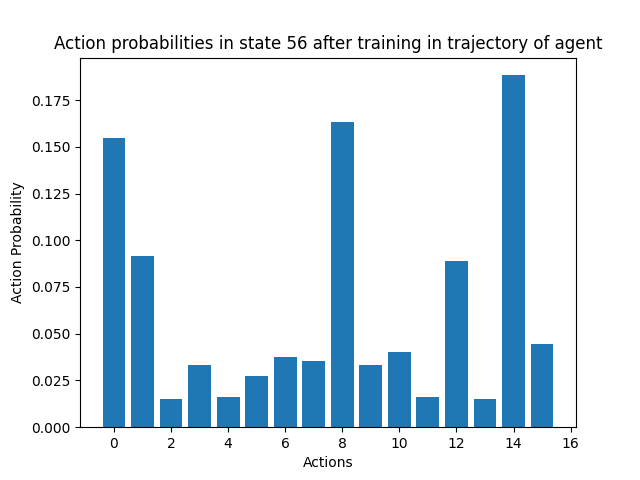 Action probabilities in state 56 after training in trajectory of agent
0.175
0.150
0.125
0.100
0.075
0.050
0.025
0.000
Action Probability
0 2 4 6 8 10 12 14 16
Actions